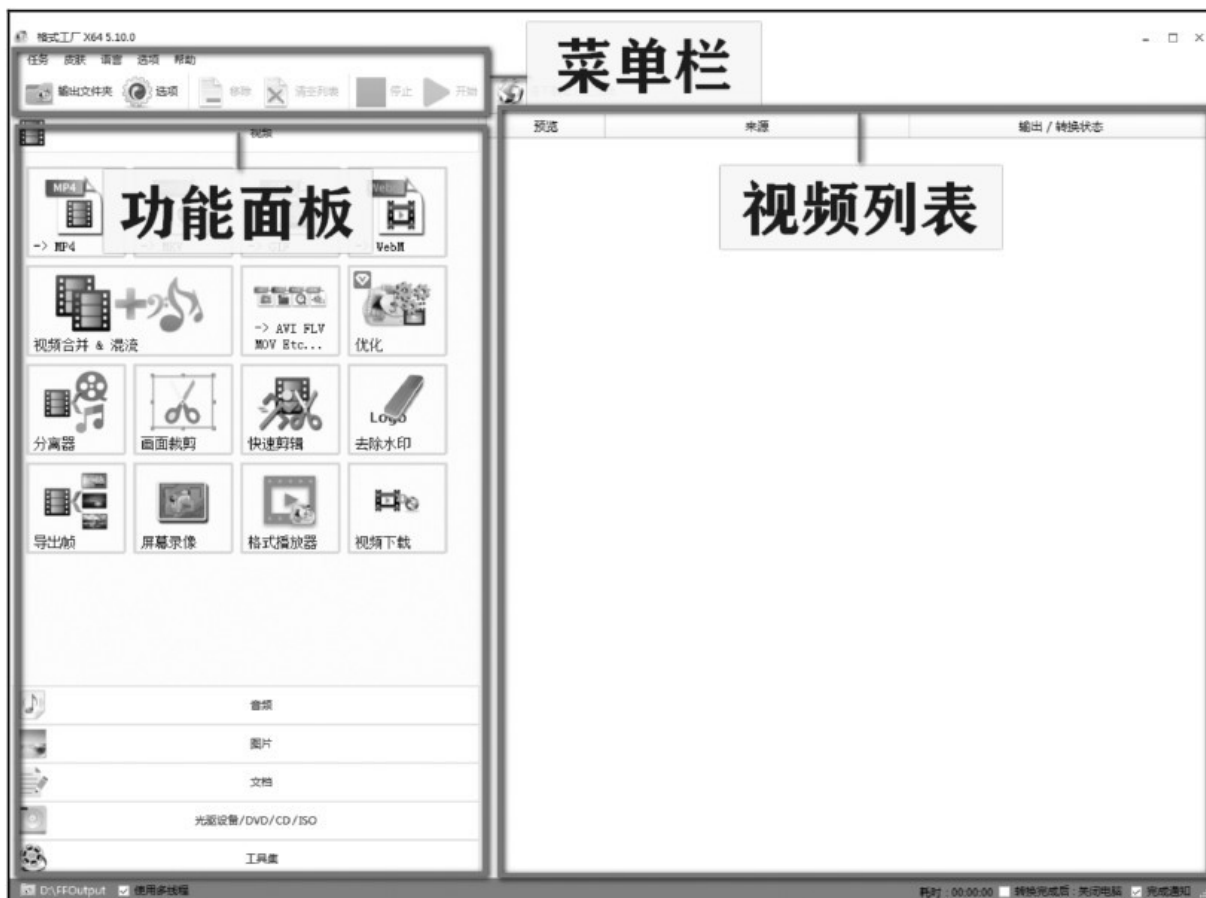 格式工厂 X64 5.10.0
任务 皮肤 语言 选项 帮助
输出文件夹 选项 移除 清空列表 停止 开始
菜单栏
视频
预览 来源 输出 / 转换状态
功能面板
视频列表
MP4 WebM
-> MP4 WebM
视频合并 & 混流
-> AVI FLV
MOV Etc...
优化
Logo
分离器 画面裁剪 快速剪辑 去除水印
导出帧 屏幕录像 格式播放器 视频下载
音频
图片
文档
光驱设备/DVD/CD/ISO
工具集
D:\FFOutput 使用多线程 耗时 : 00:00:00 转换完成后 : 关闭电脑 完成通知